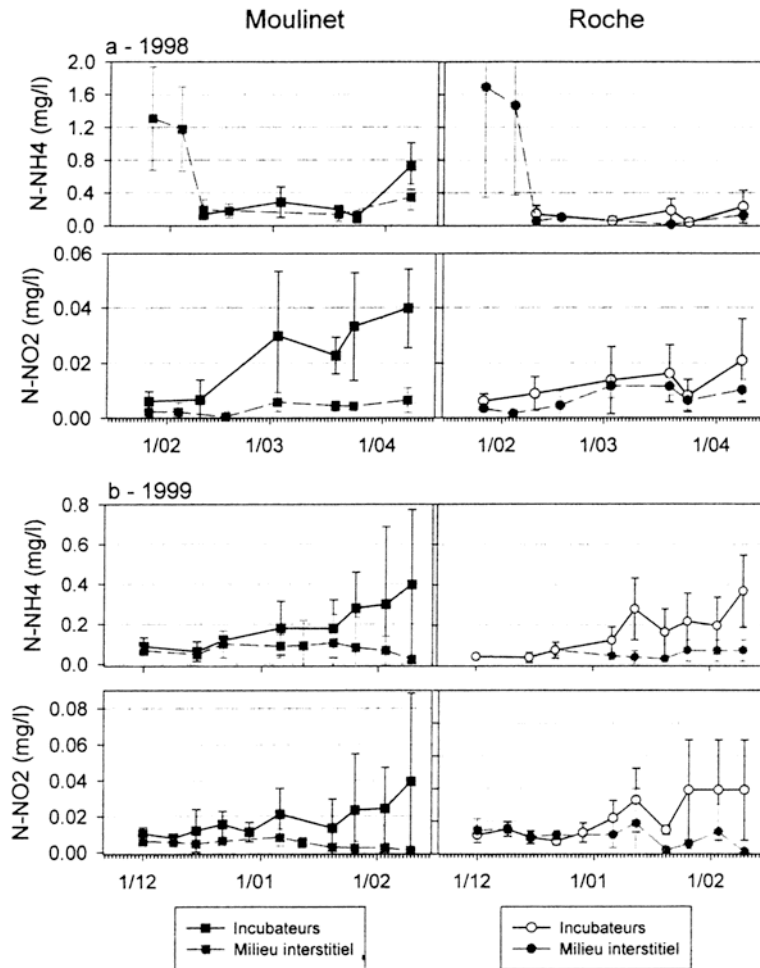 Moulinet Roche
a - 1998
N-NH4 (mg/l)
2.0
1.6
1.2
0.8
0.4
0.0
N-NO2 (mg/l)
0.06
0.04
0.02
0.00
1/02 1/03 1/04 1/02 1/03 1/04
b - 1999
N-NH4 (mg/l)
0.8
0.6
0.4
0.2
0.0
N-NO2 (mg/l)
0.08
0.06
0.04
0.02
0.00
1/12 1/01 1/02 1/12 1/01 1/02
Incubateurs
Milieu interstitiel
Incubateurs
Milieu interstitiel